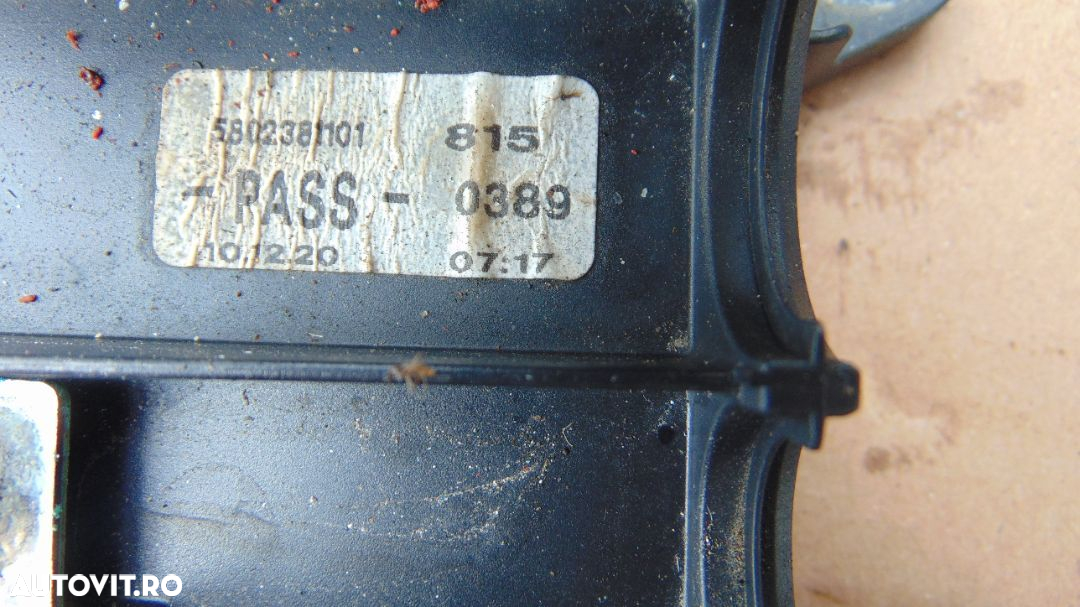 5802381101 815
- PASS - 0389
10.12.20 07:17
AUTOVIT.RO